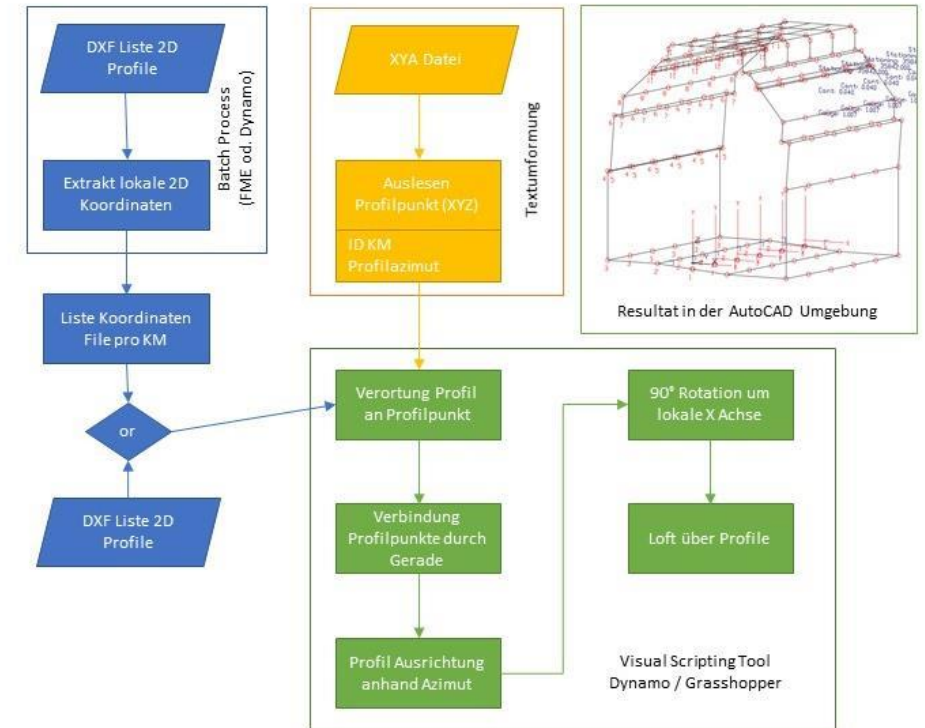 DXF Liste 2D
Profile
Extrakt lokale 2D
Koordinaten
Batch Process
(FME od. Dynamo)
Liste Koordinaten
File pro KM
or
DXF Liste 2D
Profile
XYA Datei
Auslesen
Profilpunkt (XYZ)
ID KM
Profilazimut
Textumformung
Resultat in der AutoCAD Umgebung
Verortung Profil
an Profilpunkt
Verbindung
Profilpunkte durch
Gerade
Profil Ausrichtung
anhand Azimut
90° Rotation um
lokale X Achse
Loft über Profile
Visual Scripting Tool
Dynamo / Grasshopper